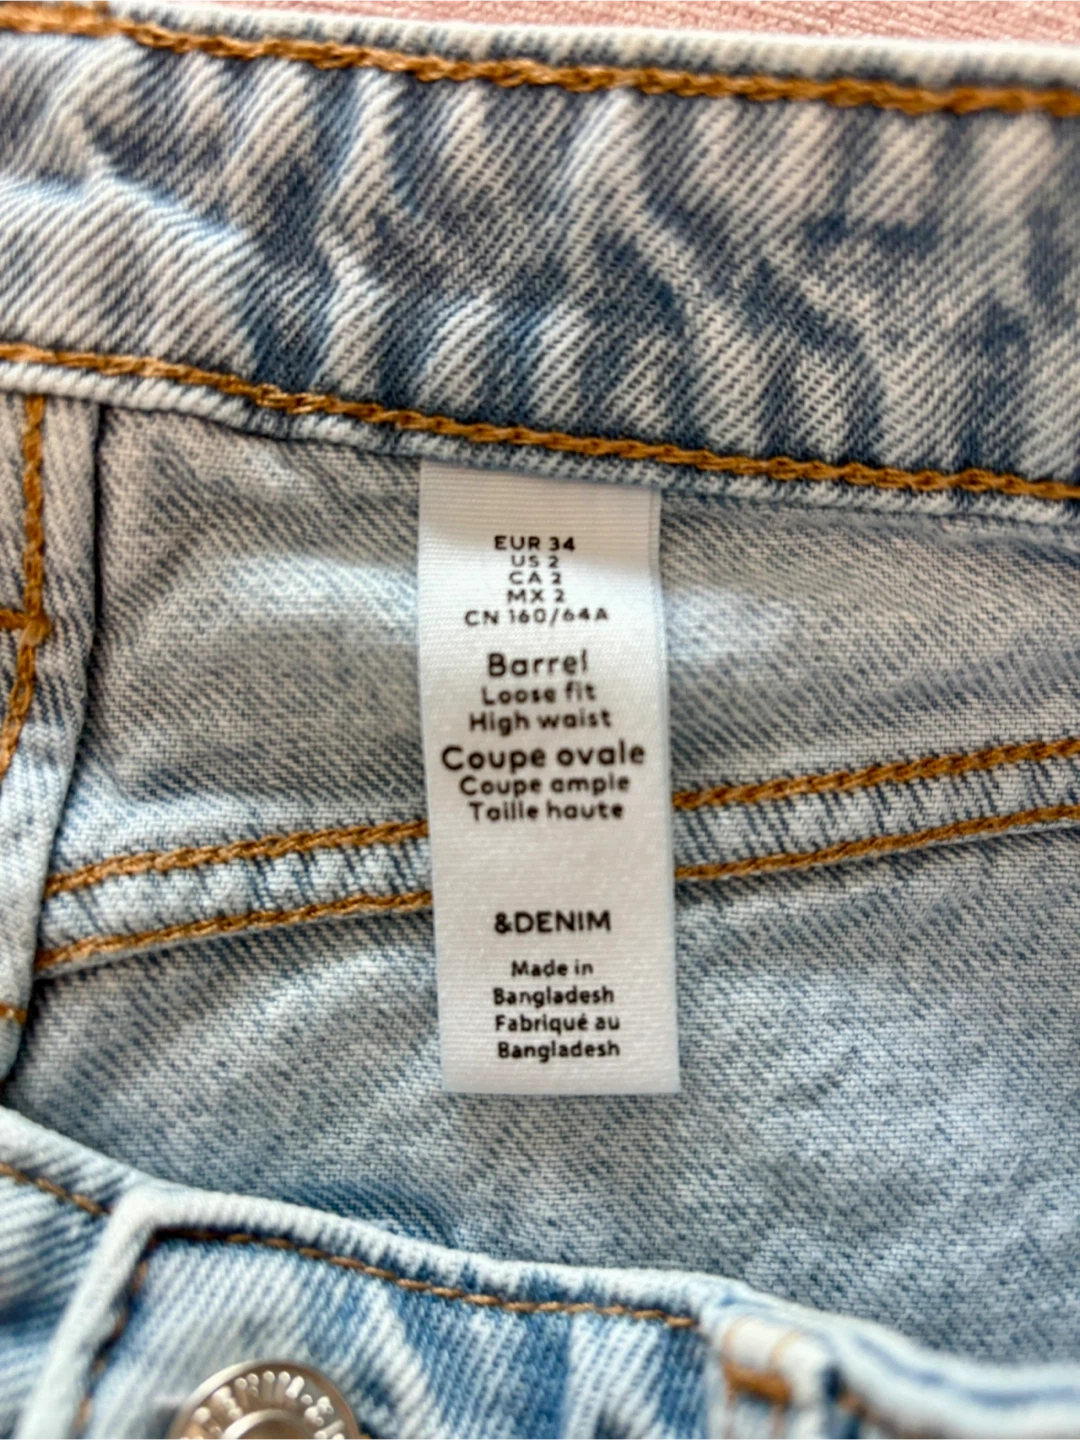 EUR 34
US 2
CA 2
MX 2
CN 160/64A
Barrel
Loose fit
High waist
Coupe ovale
Coupe ample
Taille haute
&DENIM
Made in
Bangladesh
Fabriqué au
Bangladesh